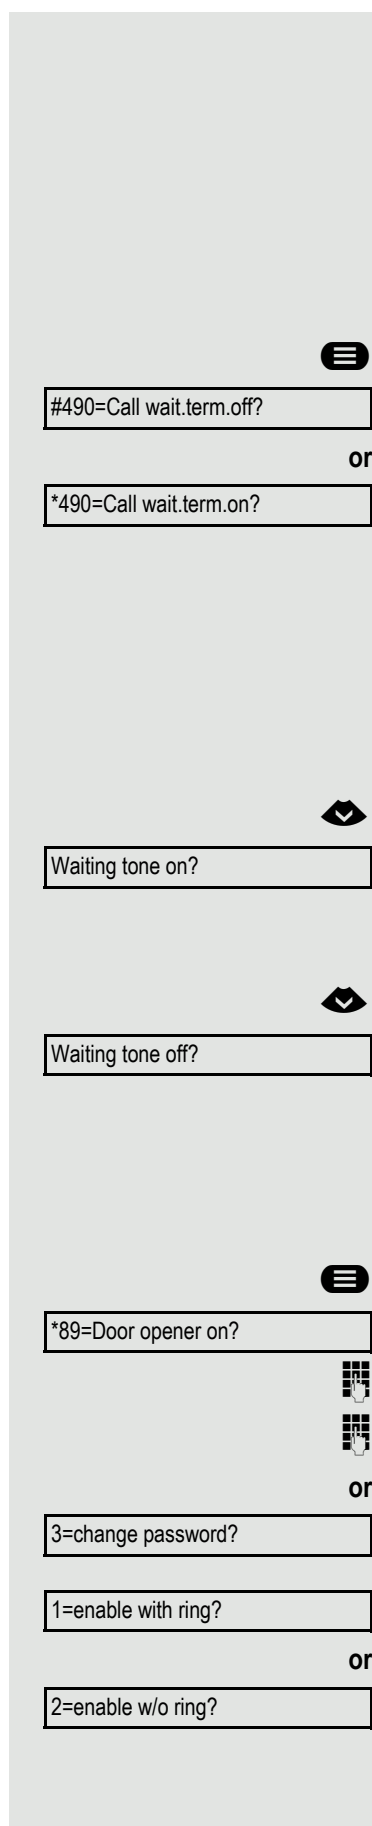 #490=Call wait.term.off?
or
*490=Call wait.term.on?
Waiting tone on?
Waiting tone off?
*89=Door opener on?
or
3=change password?
1=enable with ring?
or
2=enable w/o ring?